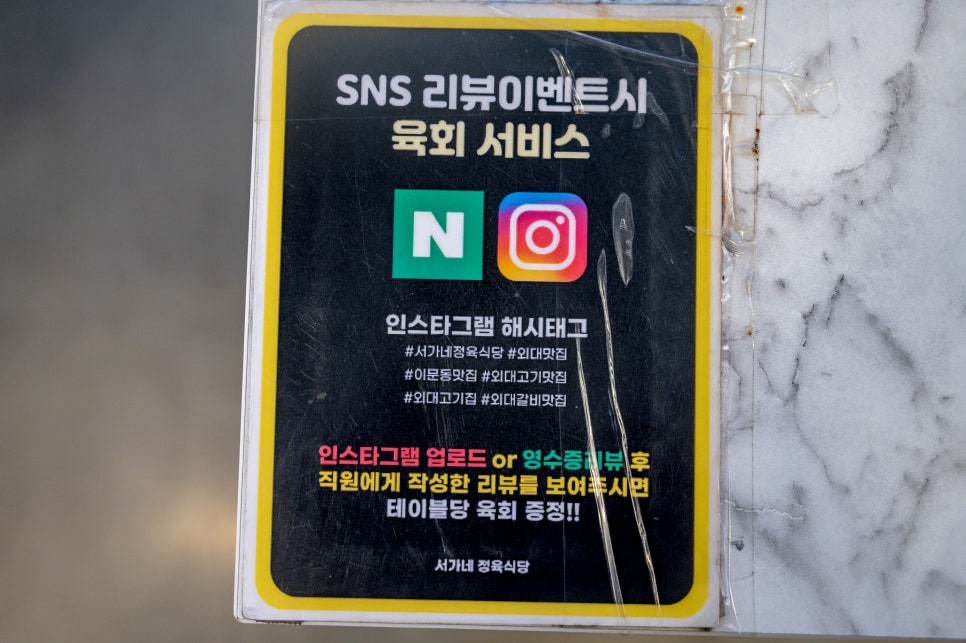 SNS 리뷰이벤트시
육회 서비스
N
인스타그램 해시태그
#서가네정육식당 #외대맛집
#이문동맛집 #외대고기맛집
#외대고기집 #외대갈비맛집
인스타그램 업로드 or 영수증리뷰 후
직원에게 작성한 리뷰를 보여주시면
테이블당 육회 증정!!
서가네 정육식당